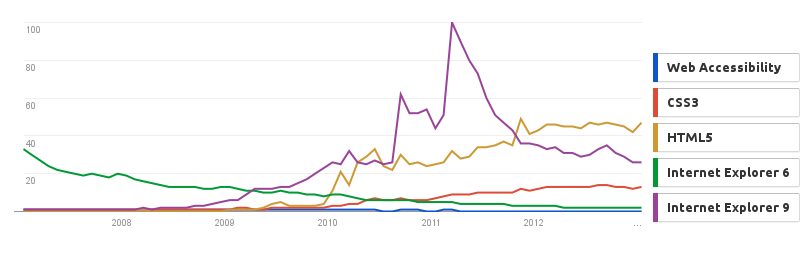 100
80
60
40
20
2008 2009 2010 2011 2012 ...
Web Accessibility
CSS3
HTML5
Internet Explorer 6
Internet Explorer 9